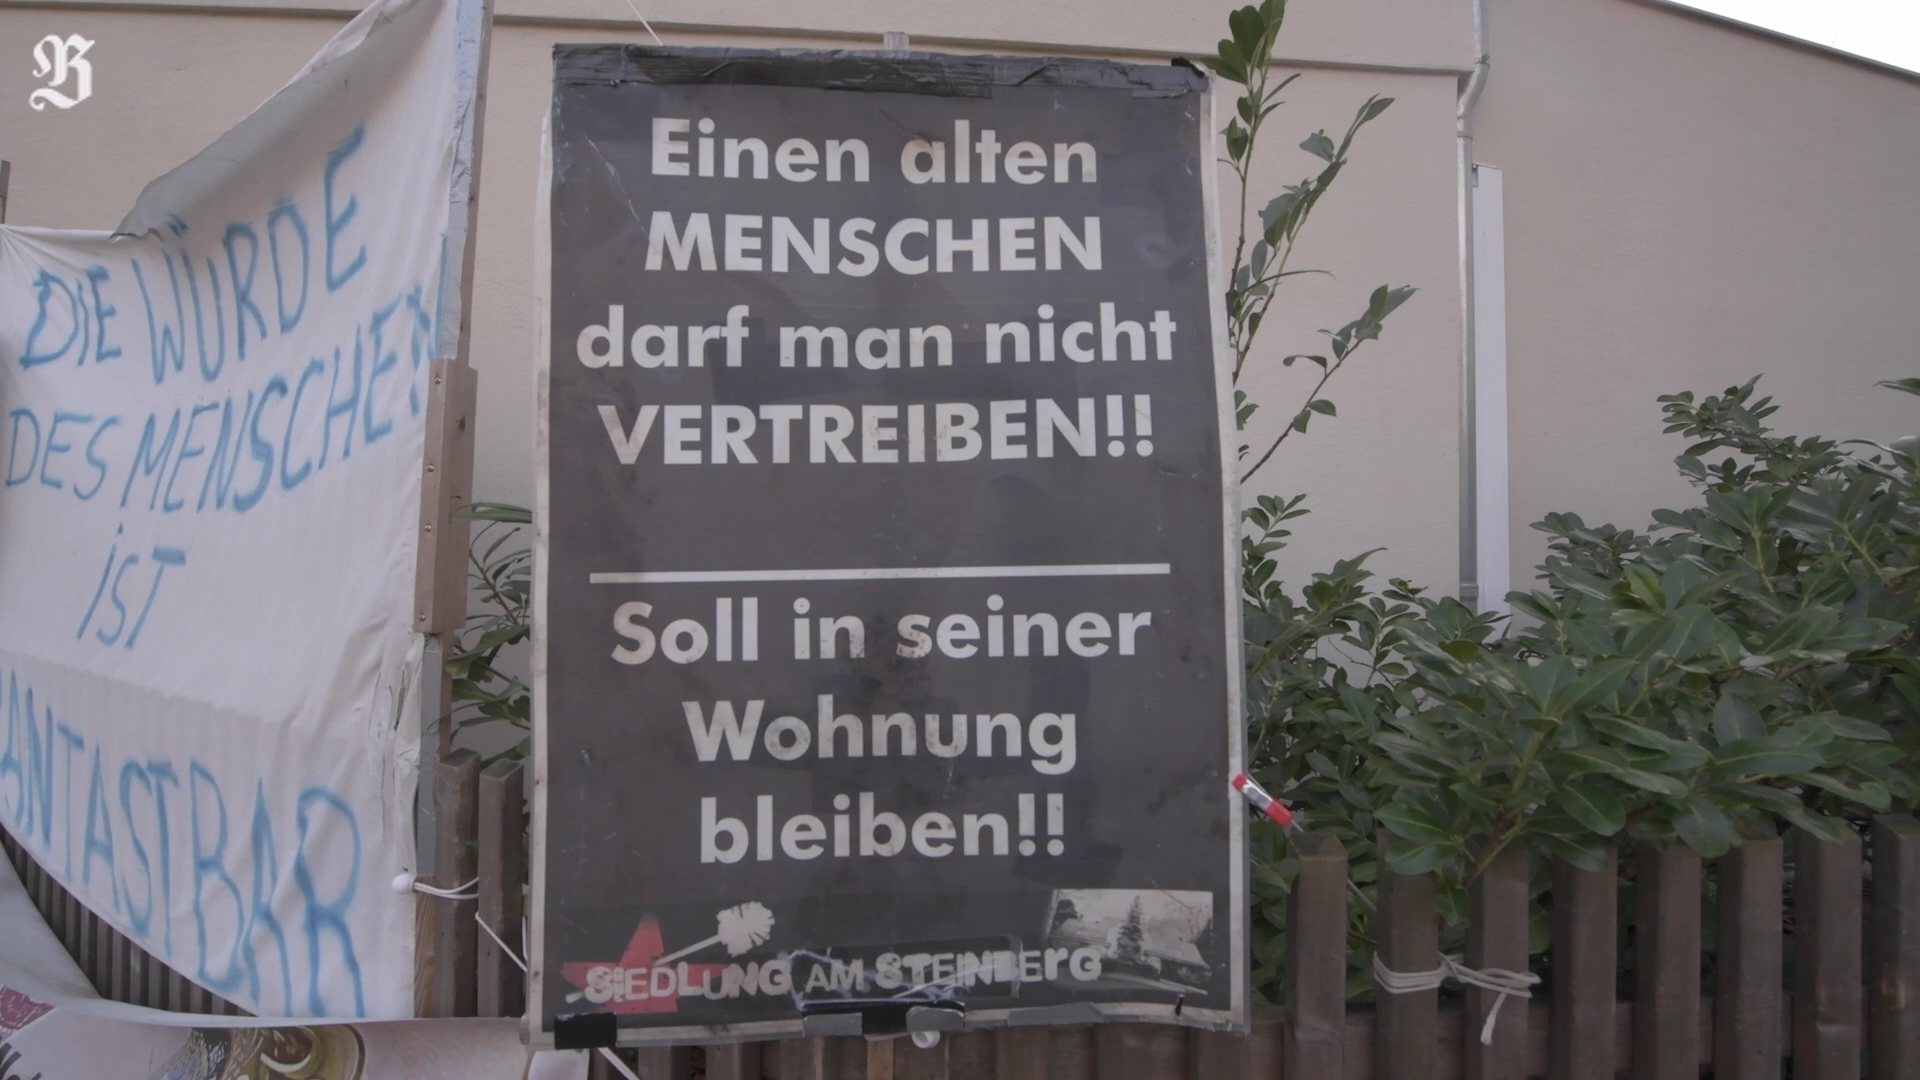 B
DIE WÜRDE
DES MENSCHEN
IST
ANTASTBAR
Einen alten
MENSCHEN
darf man nicht
VERTREIBEN!!
Soll in seiner
Wohnung
bleiben!!
SIEDLUNG AM STEINBERG